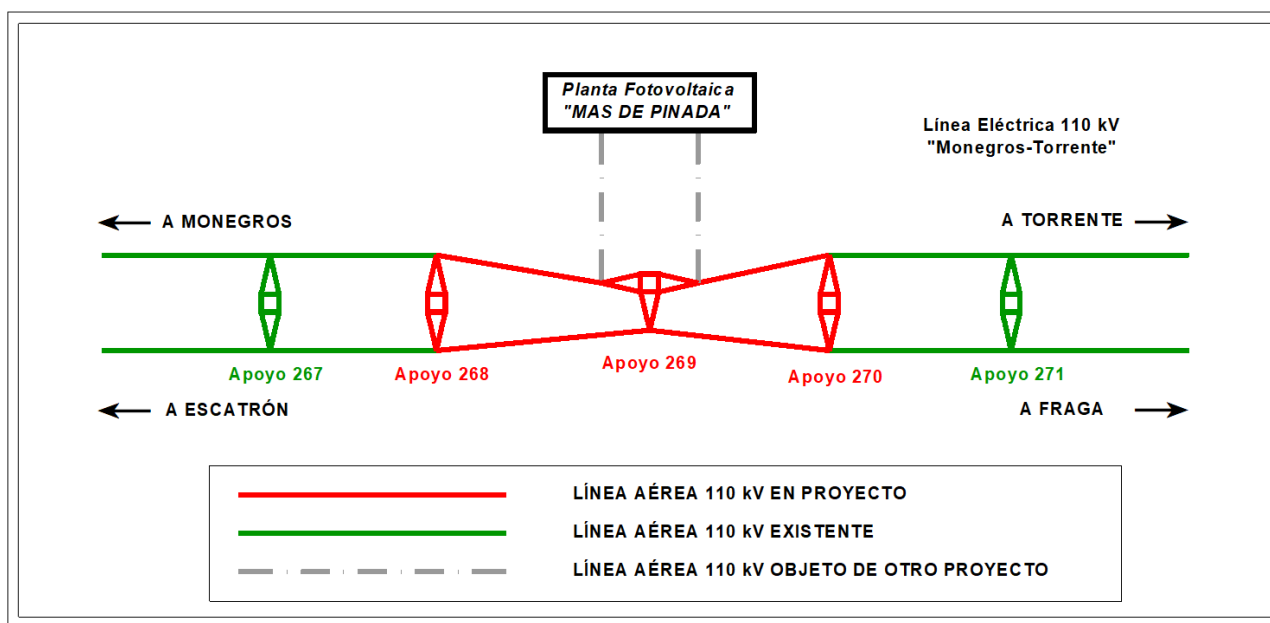 Planta Fotovoltaica
"MAS DE PINADA"
Línea Eléctrica 110 kV
"Monegros-Torrente"
A MONEGROS
A TORRENTE
Apoyo 267
Apoyo 268
Apoyo 269
Apoyo 270
Apoyo 271
A ESCATRÓN
A FRAGA
LÍNEA AÉREA 110 kV EN PROYECTO
LÍNEA AÉREA 110 kV EXISTENTE
LÍNEA AÉREA 110 kV OBJETO DE OTRO PROYECTO